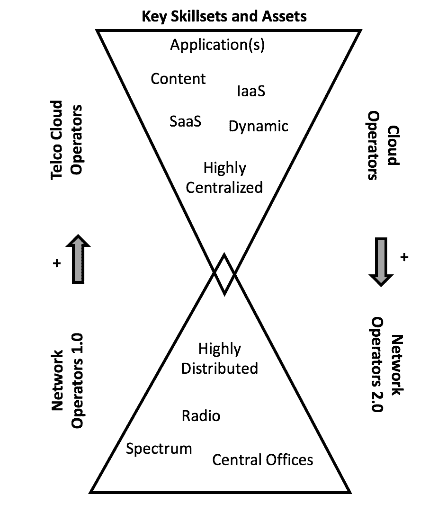 Key Skillsets and Assets
Application(s)
Content
IaaS
SaaS
Dynamic
Highly
Centralized
Telco Cloud
Operators
Cloud
Operators
+
+
Network
Operators 1.0
Network
Operators 2.0
Highly
Distributed
Radio
Spectrum
Central Offices